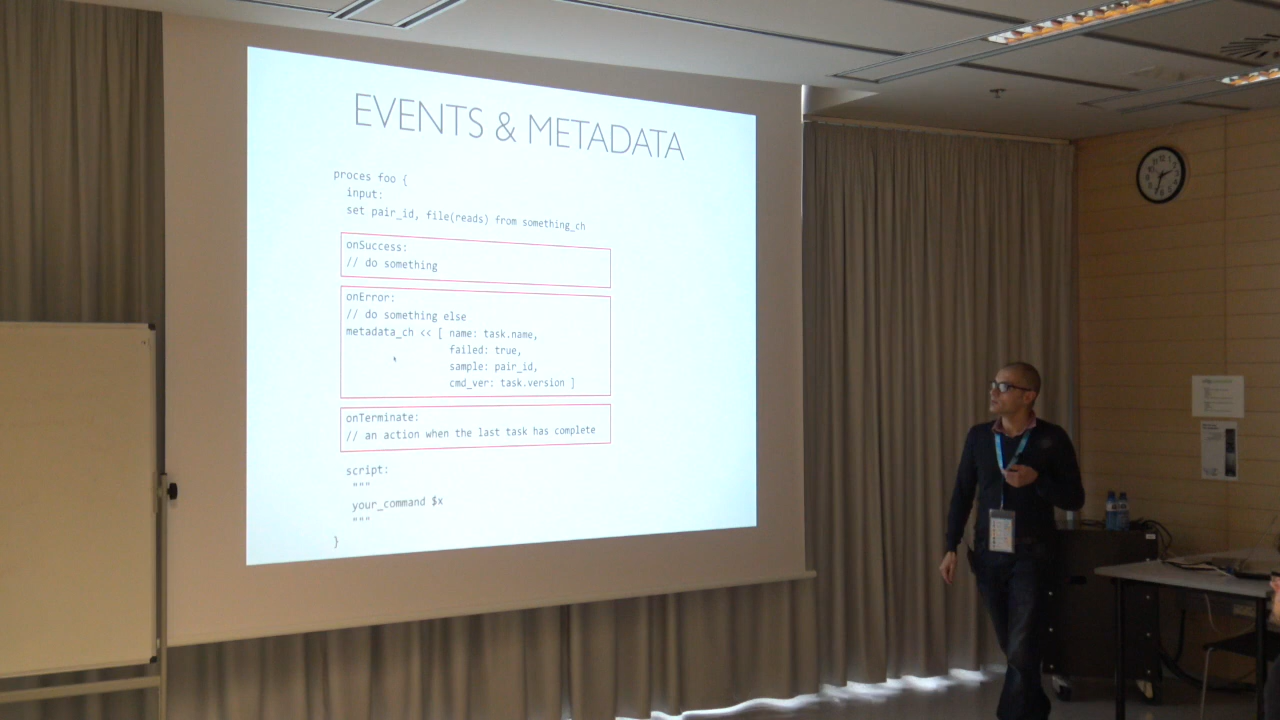 EVENTS & METADATA
proces foo {
input:
set pair_id, file(reads) from something_ch
onSuccess:
// do something
onError:
// do something else
metadata_ch << [ name: task.name,
failed: true,
sample: pair_id,
cmd_ver: task.version ]
onTerminate:
// an action when the last task has complete
script:
"""
your_command $x
"""
}